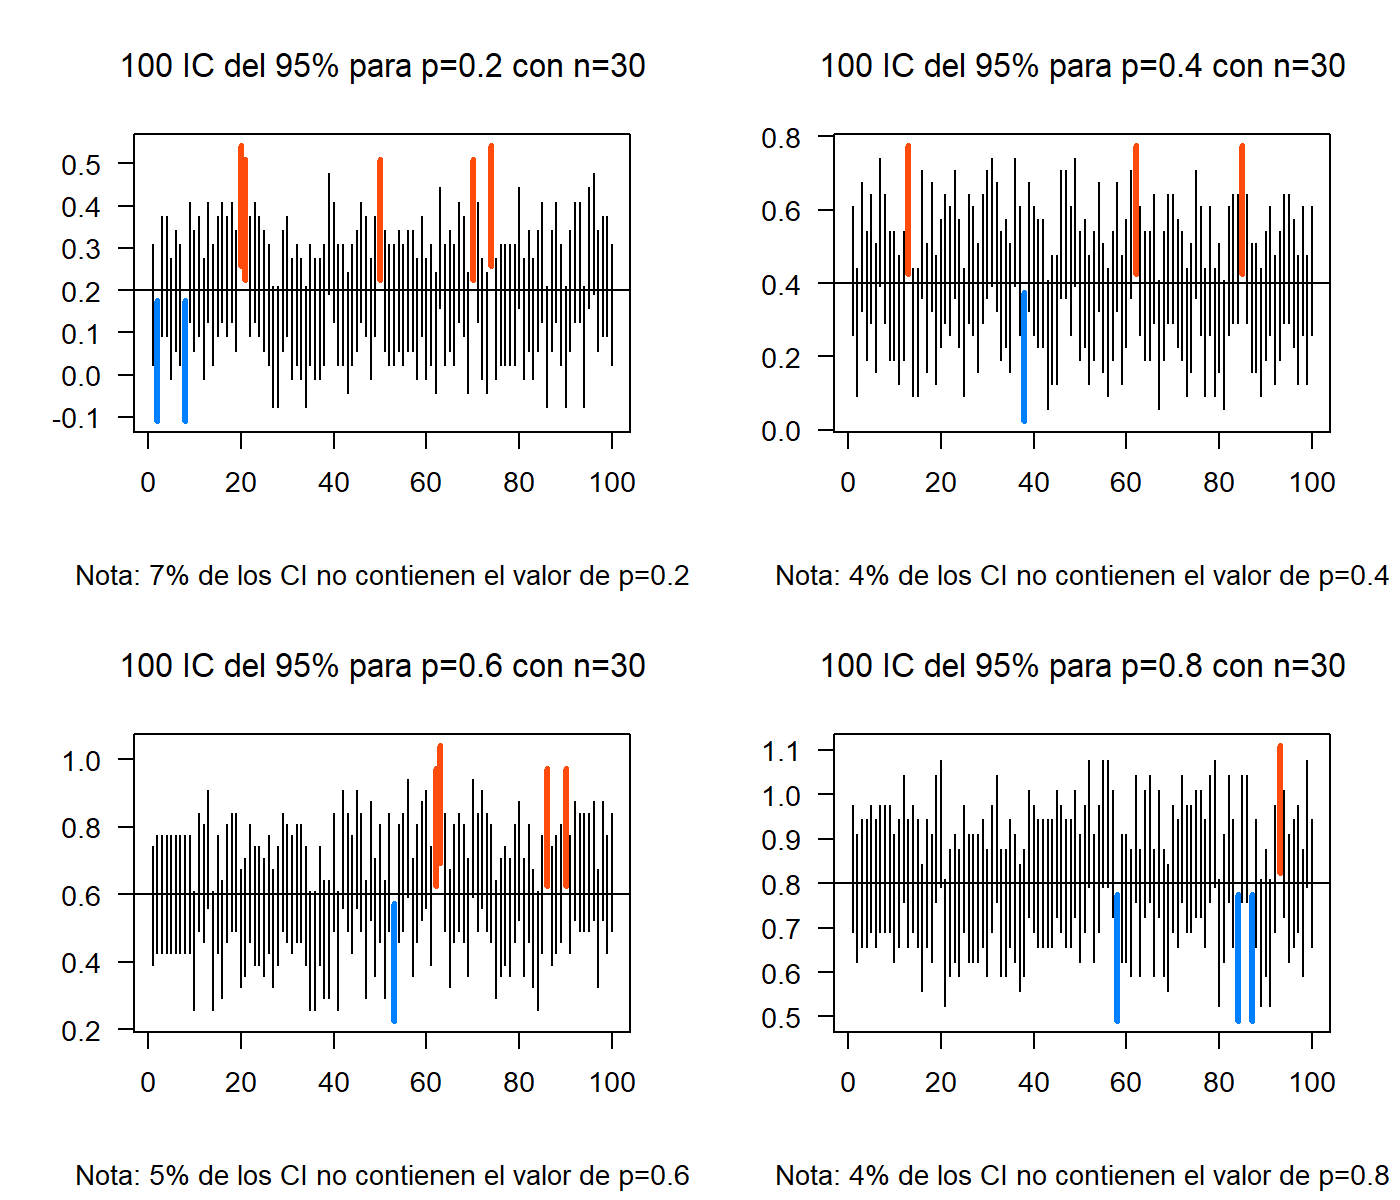 100 IC del 95% para p=0.2 con n=30
0.5
0.4
0.3
0.2
0.1
0.0
-0.1
0 20 40 60 80 100
Nota: 7% de los CI no contienen el valor de p=0.2
100 IC del 95% para p=0.4 con n=30
0.8
0.6
0.4
0.2
0.0
0 20 40 60 80 100
Nota: 4% de los CI no contienen el valor de p=0.4
100 IC del 95% para p=0.6 con n=30
1.0
0.8
0.6
0.4
0.2
0 20 40 60 80 100
Nota: 5% de los CI no contienen el valor de p=0.6
100 IC del 95% para p=0.8 con n=30
1.1
1.0
0.9
0.8
0.7
0.6
0.5
0 20 40 60 80 100
Nota: 4% de los CI no contienen el valor de p=0.8